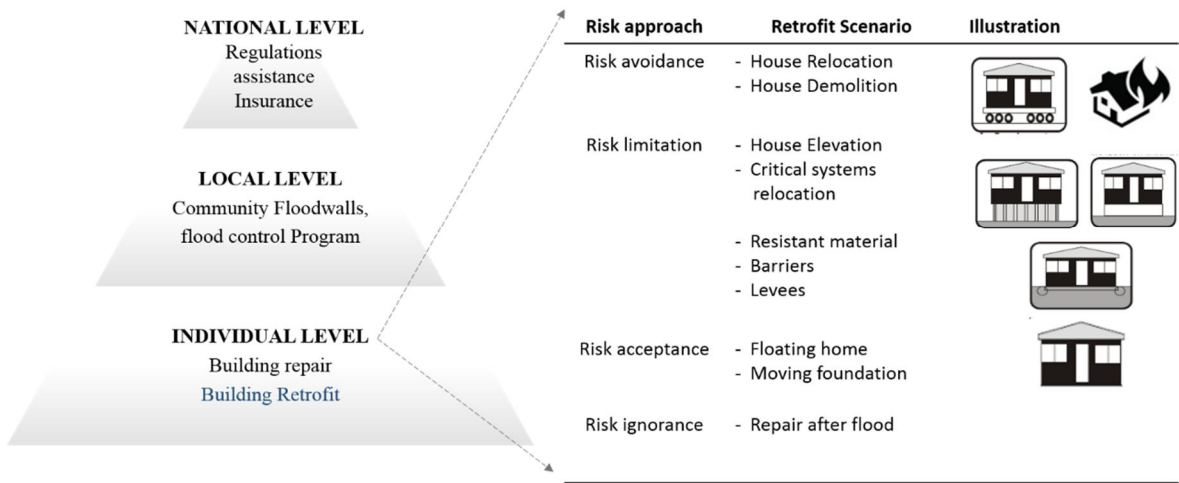 NATIONAL LEVEL
Regulations
assistance
Insurance
LOCAL LEVEL
Community Floodwalls,
flood control Program
INDIVIDUAL LEVEL
Building repair
Building Retrofit
Risk approach Retrofit Scenario Illustration
Risk avoidance - House Relocation
- House Demolition
Risk limitation - House Elevation
- Critical systems
relocation
- Resistant material
- Barriers
- Levees
Risk acceptance - Floating home
- Moving foundation
Risk ignorance - Repair after flood